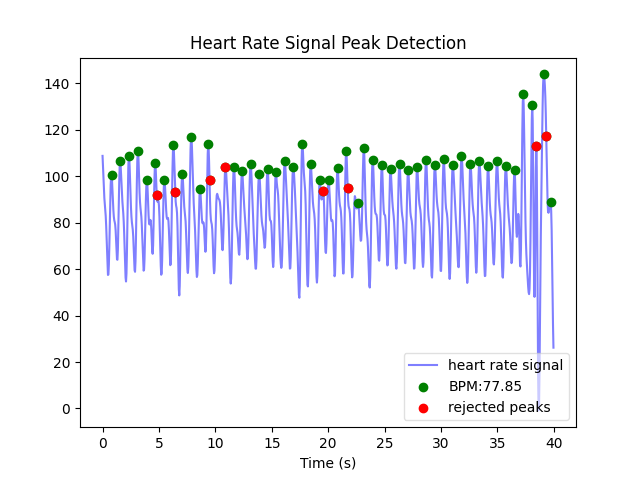 Heart Rate Signal Peak Detection
140
120
100
80
60
40
20
0
heart rate signal
BPM:77.85
rejected peaks
0 5 10 15 20 25 30 35 40
Time (s)